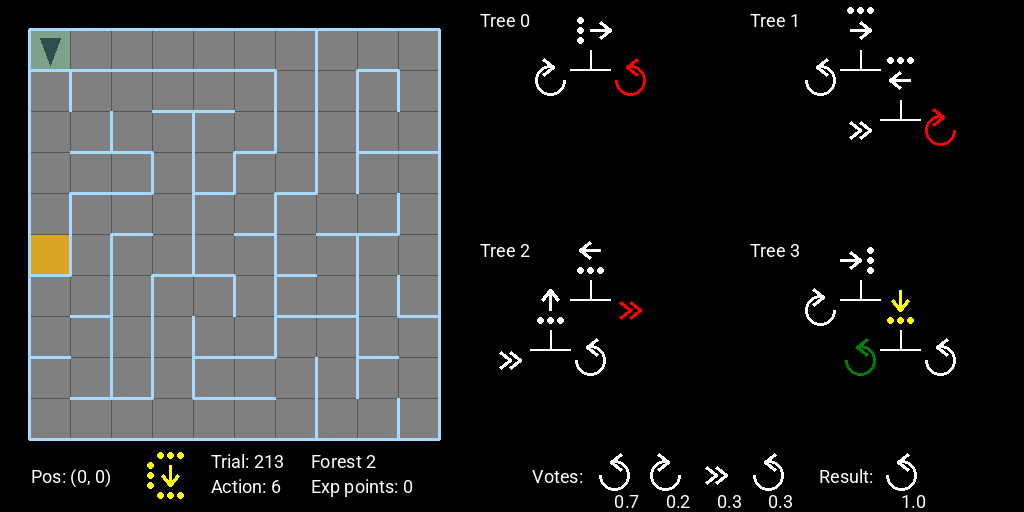 Tree 0
Tree 1
Tree 2
Tree 3
Pos: (0, 0)
Trial: 213
Forest 2
Action: 6
Exp points: 0
Votes:
0.7
0.2
0.3
0.3
Result:
1.0